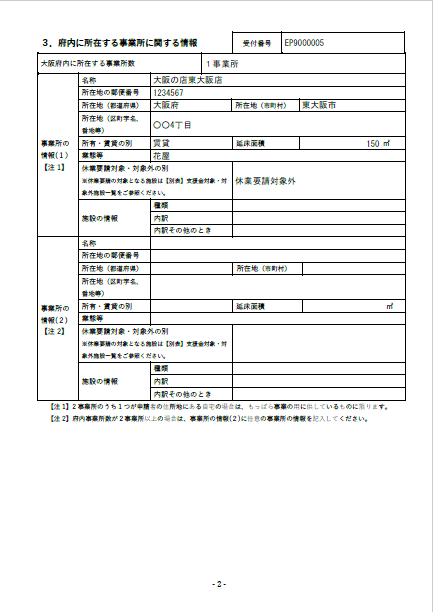 3．府内に所在する事業所に関する情報
受付番号 EP9000005
大阪府内に所在する事業所数 1事業所
事業所の情報(1)【注1】
名称 大阪の店東大阪店
所在地の郵便番号 1234567
所在地（都道府県） 大阪府 所在地（市町村） 東大阪市
所在地（区町字名、番地等） 〇〇4丁目
所有・賃貸の別 賃貸 延床面積 150 ㎡
業態等 花屋
休業要請対象・対象外の別
※休業要請の対象となる施設は【別表】支援金対象・対
象外施設一覧をご参照ください。
休業要請対象外
施設の情報
種類
内訳
内訳その他のとき
事業所の情報(2)【注2】
名称
所在地の郵便番号
所在地（都道府県） 所在地（市町村）
所在地（区町字名、番地等）
所有・賃貸の別 延床面積 ㎡
業態等
休業要請対象・対象外の別
※休業要請の対象となる施設は【別表】支援金対象・対
象外施設一覧をご参照ください。
施設の情報
種類
内訳
内訳その他のとき
【注1】2事業所のうち1つが申請者の住所地にある自宅の場合は、もっぱら事業の用に供しているものに限ります。
【注2】府内事業所数が2事業所以上の場合は、事業所の情報(2)に任意の事業所の情報を記入してください。
- 2 -